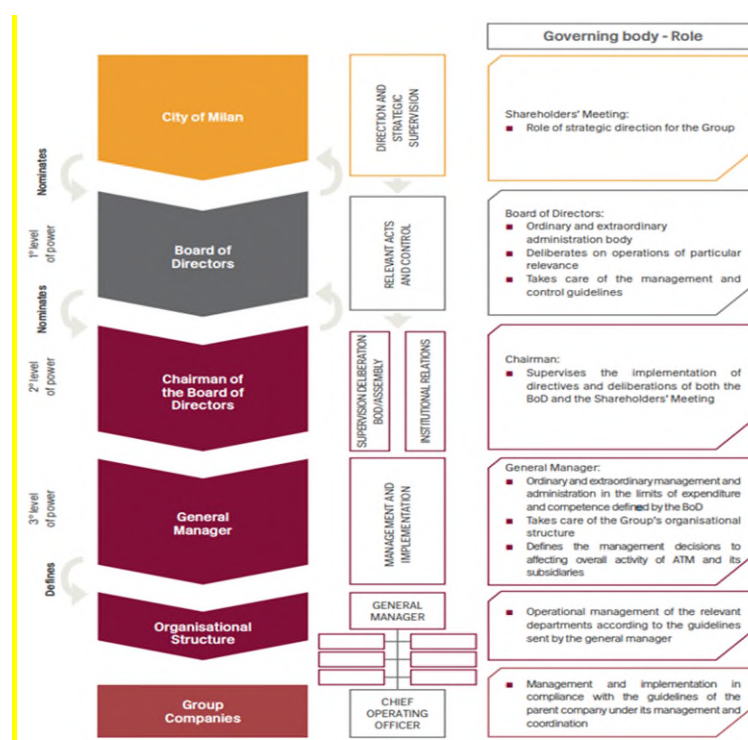 Governing body - Role
City of Milan
DIRECTION AND
STRATEGIC
SUPERVISION
Shareholders' Meeting:
■ Role of strategic direction for the Group
Nominates
1º level
of power
Board of
Directors
RELEVANT ACTS
AND CONTROL
Board of Directors:
■ Ordinary and extraordinary
administration body
■ Deliberates on operations of particular
relevance
■ Takes care of the management and
control guidelines
Nominates
2º level
of power
Chairman of
the Board of
Directors
SUPERVISION DELIBERATION
BOD/ASSEMBLY
INSTITUTIONAL RELATIONS
Chairman:
■ Supervises the implementation of
directives and deliberations of both the
BoD and the Shareholders' Meeting
3º level
of power
General
Manager
MANAGEMENT AND
IMPLEMENTATION
General Manager:
■ Ordinary and extraordinary management and
administration in the limits of expenditure
and competence defined by the BoD
■ Takes care of the Group's organisational
structure
■ Defines the management decisions to
affecting overall activity of ATM and its
subsidiaries
Defines
Organisational
Structure
GENERAL
MANAGER
■ Operational management of the relevant
departments according to the guidelines
sent by the general manager
Group
Companies
CHIEF
OPERATING
OFFICER
■ Management and implementation in
compliance with the guidelines of the
parent company under its management and
coordination